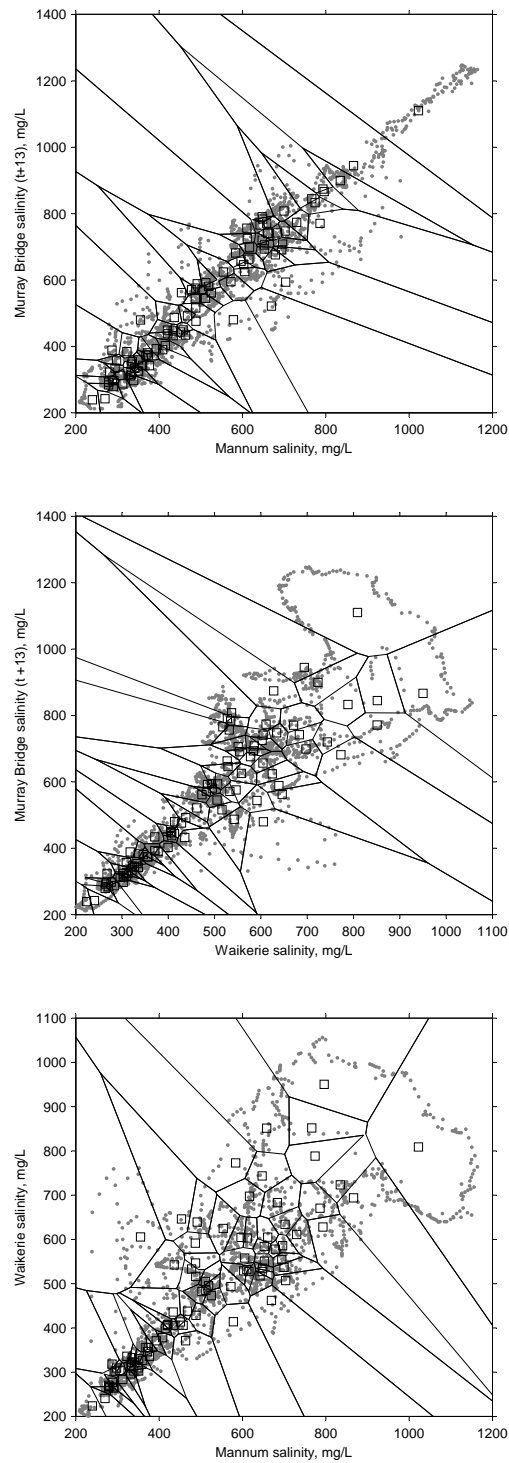 1400
1200
1000
800
600
400
200
Murray Bridge salinity (t+13), mg/L
200 400 600 800 1000 1200
Mannum salinity, mg/L
1400
1200
1000
800
600
400
200
Murray Bridge salinity (t +13), mg/L
200 300 400 500 600 700 800 900 1000 1100
Waikerie salinity, mg/L
1100
1000
900
800
700
600
500
400
300
200
Waikerie salinity, mg/L
200 400 600 800 1000 1200
Mannum salinity, mg/L